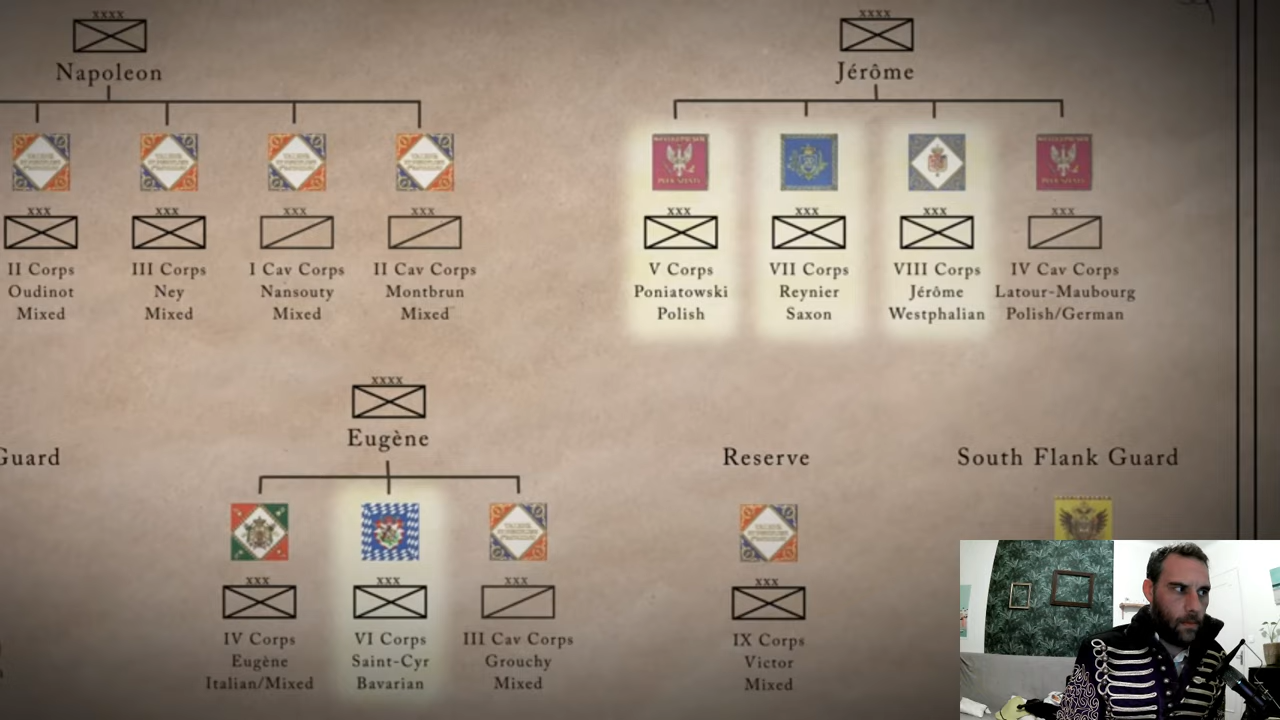 xxxx
Napoleon
xxxx
Jérôme
xxx
II Corps
Oudinot
Mixed
xxx
III Corps
Ney
Mixed
xxx
I Cav Corps
Nansouty
Mixed
xxx
II Cav Corps
Montbrun
Mixed
xxx
V Corps
Poniatowski
Polish
xxx
VII Corps
Reynier
Saxon
xxx
VIII Corps
Jérôme
Westphalian
xxx
IV Cav Corps
Latour-Maubourg
Polish/German
xxxx
Eugène
Guard
Reserve
South Flank Guard
xxx
IV Corps
Eugène
Italian/Mixed
xxx
VI Corps
Saint-Cyr
Bavarian
xxx
III Cav Corps
Grouchy
Mixed
xxx
IX Corps
Victor
Mixed